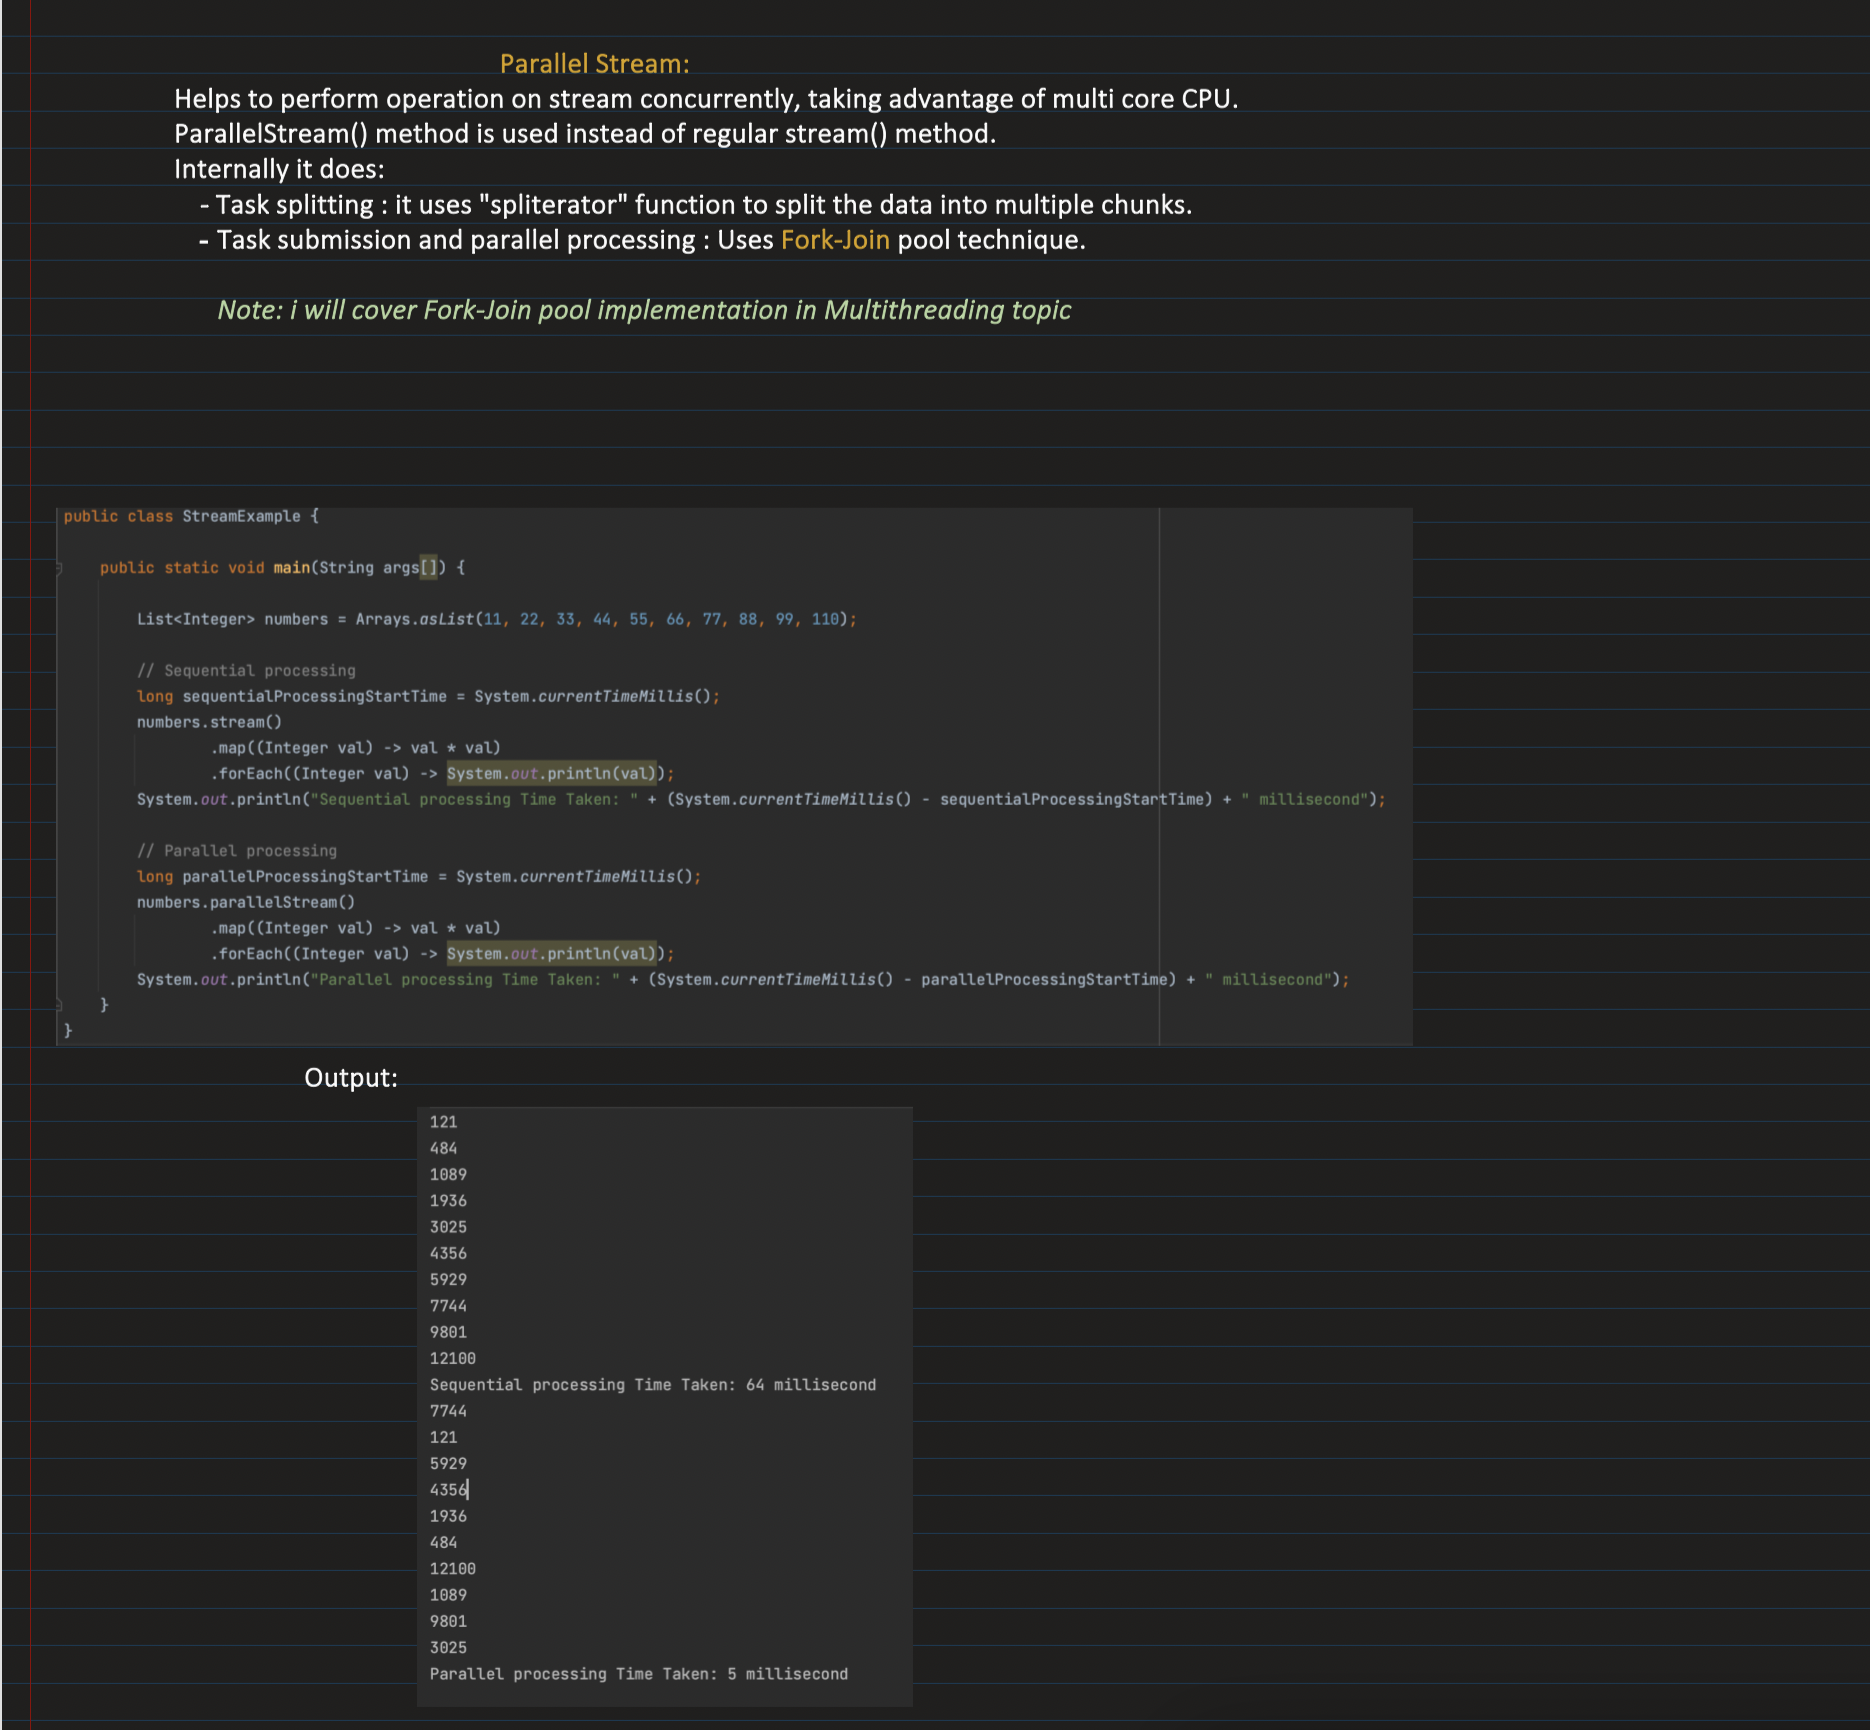 Parallel Stream:
Helps to perform operation on stream concurrently, taking advantage of multi core CPU.
ParallelStream() method is used instead of regular stream() method.
Internally it does:
- Task splitting : it uses "spliterator" function to split the data into multiple chunks.
- Task submission and parallel processing : Uses Fork-Join pool technique.
Note: i will cover Fork-Join pool implementation in Multithreading topic
public class StreamExample {
public static void main(String args[]) {
List<Integer> numbers = Arrays.asList(11, 22, 33, 44, 55, 66, 77, 88, 99, 110);
// Sequential processing
long sequentialProcessingStartTime = System.currentTimeMillis();
numbers.stream()
.map((Integer val) -> val * val)
.forEach((Integer val) -> System.out.println(val));
System.out.println("Sequential processing Time Taken: " + (System.currentTimeMillis() - sequentialProcessingStartTime) + " millisecond");
// Parallel processing
long parallelProcessingStartTime = System.currentTimeMillis();
numbers.parallelStream()
.map((Integer val) -> val * val)
.forEach((Integer val) -> System.out.println(val));
System.out.println("Parallel processing Time Taken: " + (System.currentTimeMillis() - parallelProcessingStartTime) + " millisecond");
}
}
Output:
121
484
1089
1936
3025
4356
5929
7744
9801
12100
Sequential processing Time Taken: 64 millisecond
7744
121
5929
4356
1936
484
12100
1089
9801
3025
Parallel processing Time Taken: 5 millisecond